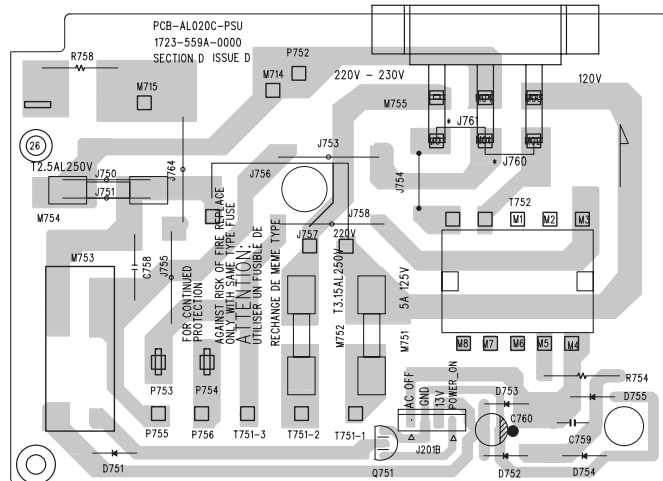 PCB-AL020C-PSU
1723-559A-0000
SECTION D ISSUE D
R758
P752
M714
M715
220V - 230V
120V
M755
* J761
* J760
26
T2.5AL250V
J750
J751
J764
M754
J753
J756
J754
J758
J757
220V
T752
M1
M2
M3
M753
C758
J755
FOR CONTINUED
PROTECTION
AGAINST RISK OF FIRE REPLACE
ONLY WITH SAME TYPE FUSE
ATTENTION:
UTILISER UN FUSIBLE DE
RECHANGE DE MEME TYPE
T3.15AL250V
M752
5A 125V
M751
M8
M7
M6
M5
M4
R754
P753
P754
P755
P756
T751-3
T751-2
T751-1
AC OFF
GND
13V
POWER_ON
J201B
Q751
D753
C760
D755
C759
D751
D752
D754